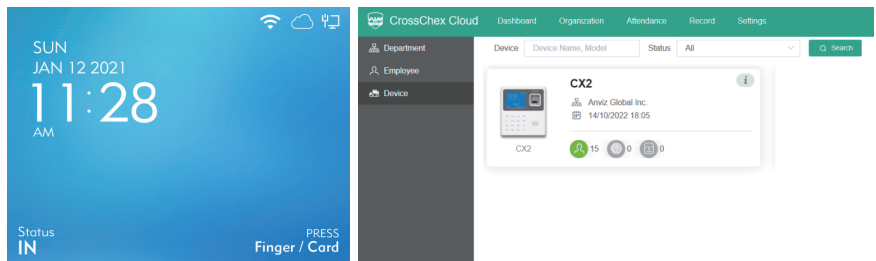 SUN
JAN 12 2021
11:28
AM
Status
IN
PRESS
Finger / Card
CrossChex Cloud
Dashboard
Organization
Attendance
Record
Settings
Department
Employee
Device
Device
Device Name, Model
Status
All
Search
CX2
Anviz Global Inc.
14/10/2022 18:05
CX2
15
0
0